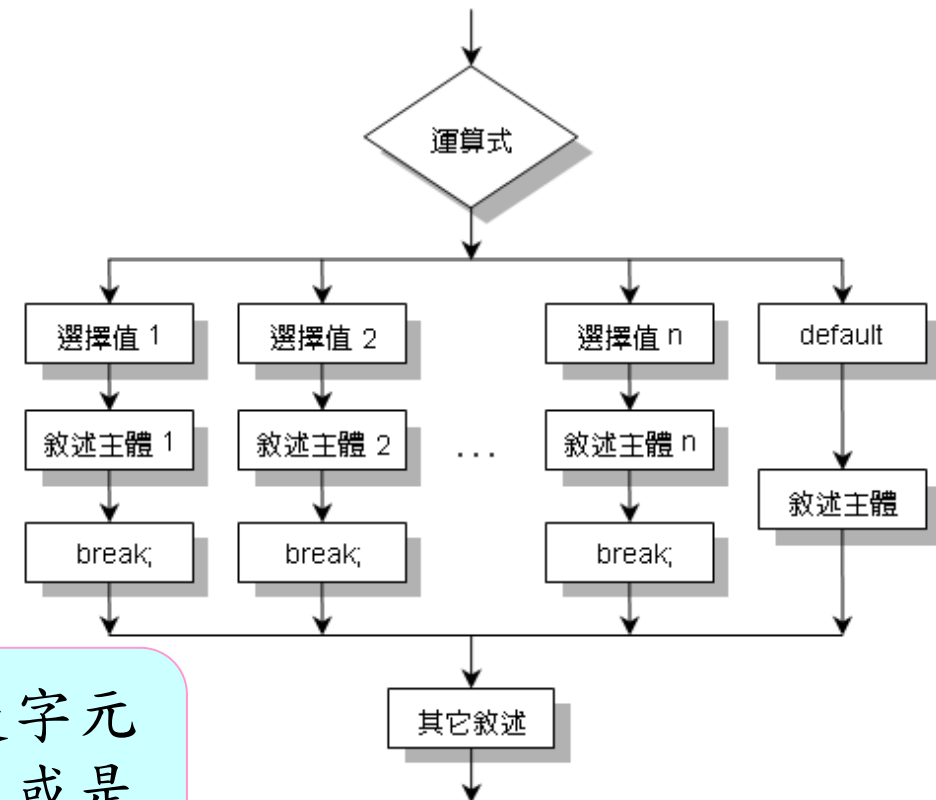 運算式
選擇值 1
選擇值 2
選擇值 n
default
敘述主體 1
敘述主體 2
...
敘述主體 n
敘述主體
break;
break;
break;
其它敘述
字元
或是